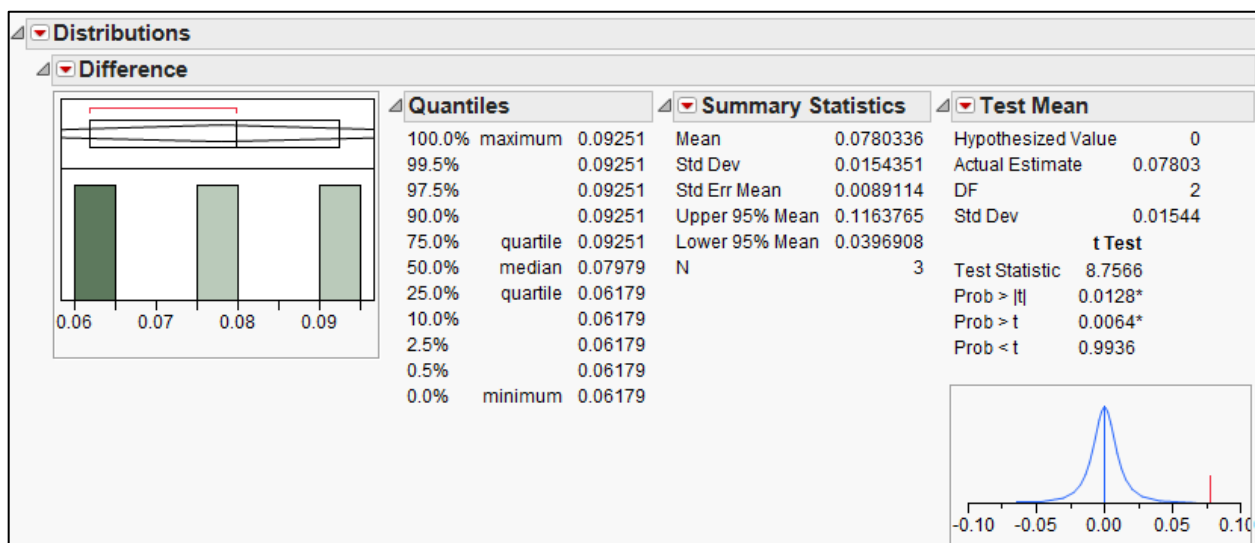 Distributions
Difference
0.06 0.07 0.08 0.09
Quantiles
100.0% maximum 0.09251
99.5% 0.09251
97.5% 0.09251
90.0% 0.09251
75.0% quartile 0.09251
50.0% median 0.07979
25.0% quartile 0.06179
10.0% 0.06179
2.5% 0.06179
0.5% 0.06179
0.0% minimum 0.06179
Summary Statistics
Mean 0.0780336
Std Dev 0.0154351
Std Err Mean 0.0089114
Upper 95% Mean 0.1163765
Lower 95% Mean 0.0396908
N 3
Test Mean
Hypothesized Value 0
Actual Estimate 0.07803
DF 2
Std Dev 0.01544
t Test
Test Statistic 8.7566
Prob > |t| 0.0128*
Prob > t 0.0064*
Prob < t 0.9936
-0.10 -0.05 0.00 0.05 0.10